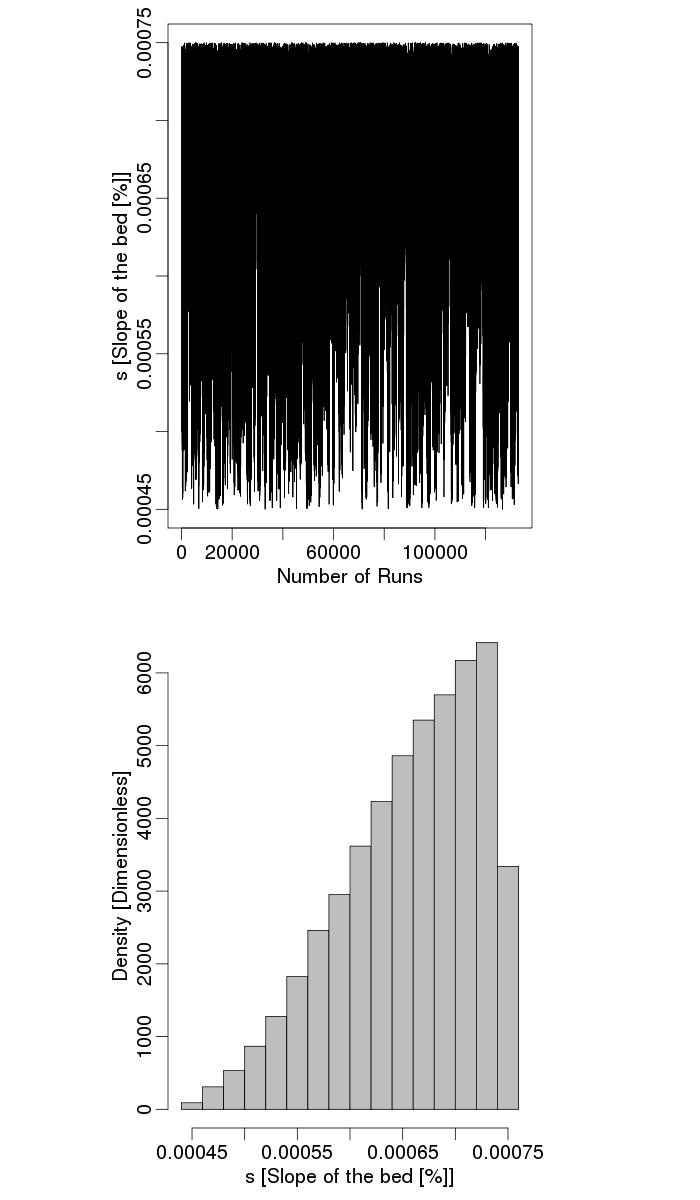 0.00075
0.00065
0.00055
0.00045
s [Slope of the bed [%]]
0 20000 60000 100000
Number of Runs
6000
5000
4000
3000
2000
1000
0
Density [Dimensionless]
0.00045 0.00055 0.00065 0.00075
s [Slope of the bed [%]]